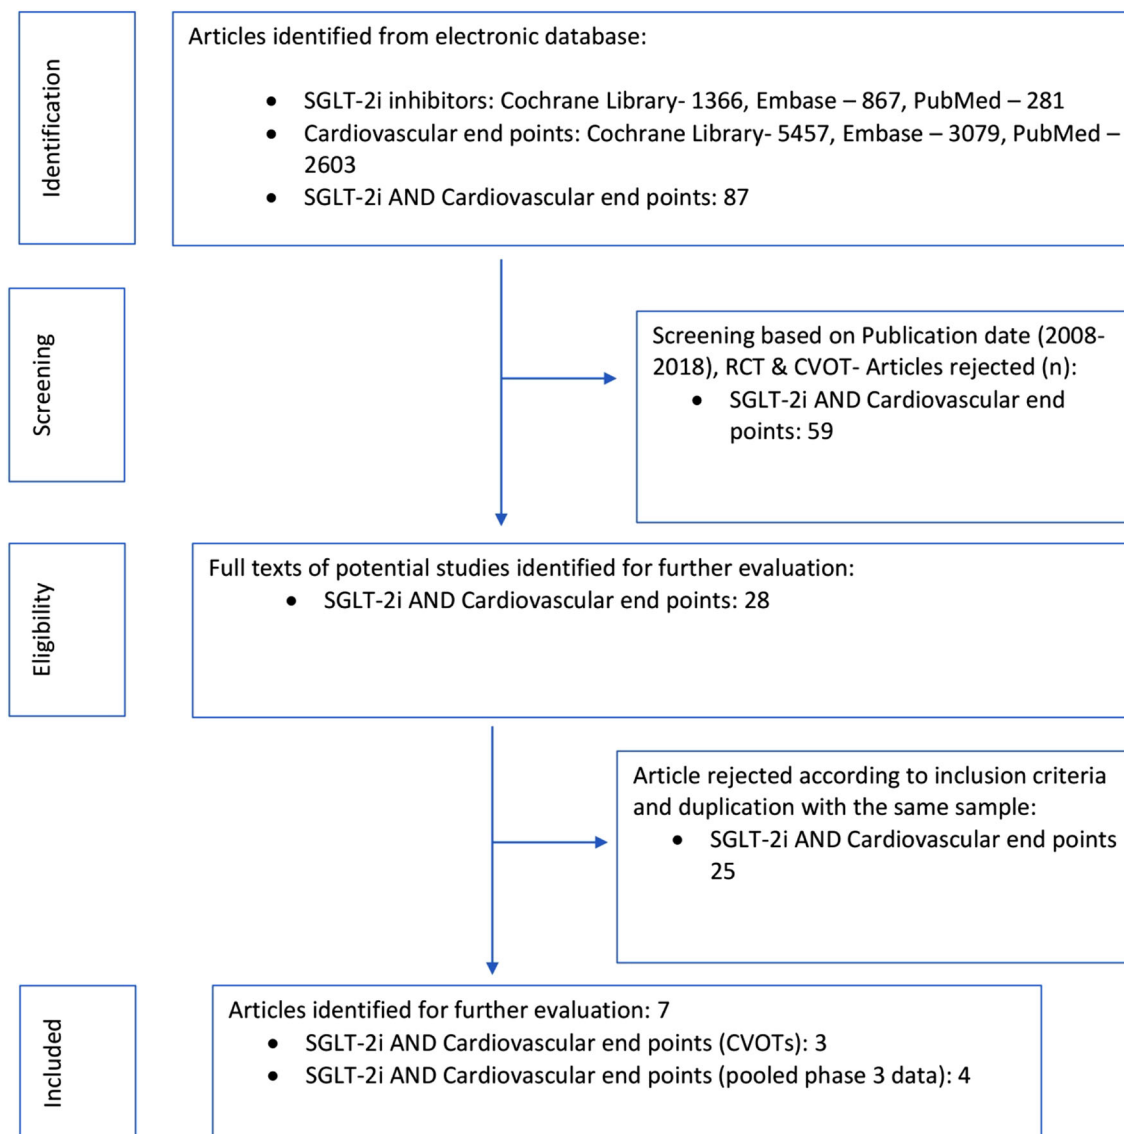 Identification
Articles identified from electronic database:
• SGLT-2i inhibitors: Cochrane Library- 1366, Embase – 867, PubMed – 281
• Cardiovascular end points: Cochrane Library- 5457, Embase – 3079, PubMed –
2603
• SGLT-2i AND Cardiovascular end points: 87
Screening
Screening based on Publication date (2008-
2018), RCT & CVOT- Articles rejected (n):
• SGLT-2i AND Cardiovascular end
points: 59
Eligibility
Full texts of potential studies identified for further evaluation:
• SGLT-2i AND Cardiovascular end points: 28
Article rejected according to inclusion criteria
and duplication with the same sample:
• SGLT-2i AND Cardiovascular end points
25
Included
Articles identified for further evaluation: 7
• SGLT-2i AND Cardiovascular end points (CVOTs): 3
• SGLT-2i AND Cardiovascular end points (pooled phase 3 data): 4